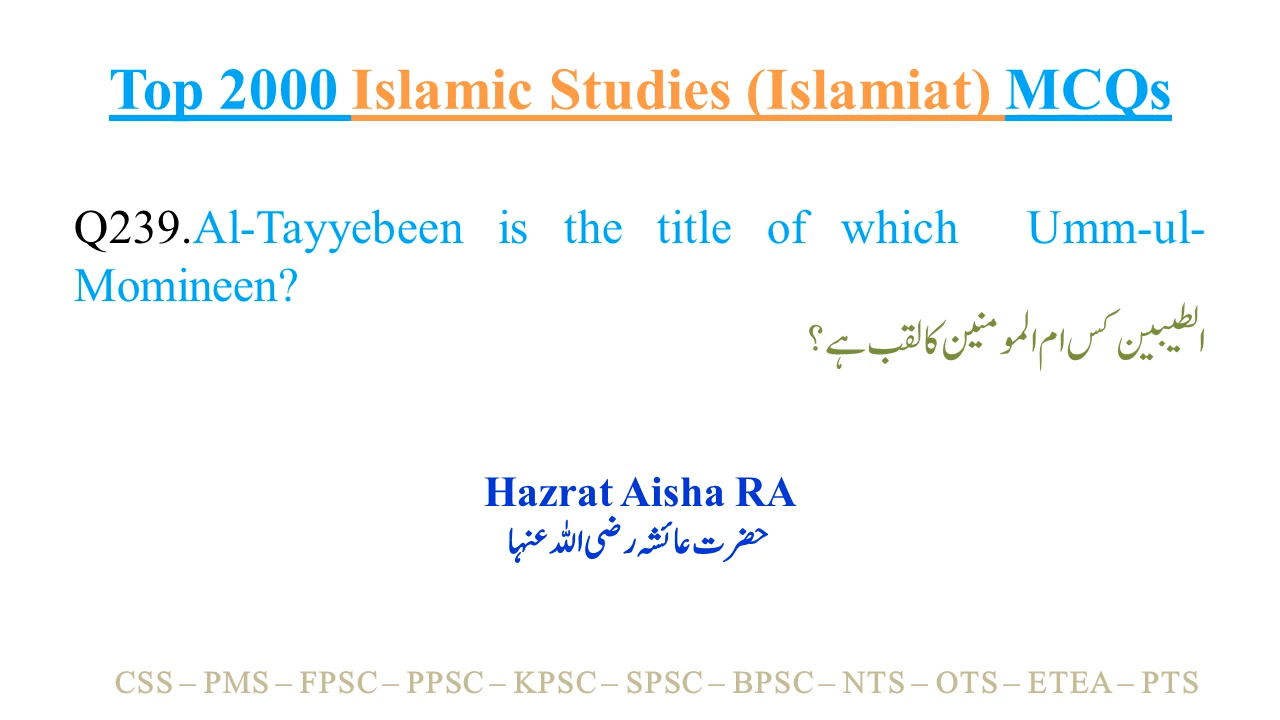 Top 2000 Islamic Studies (Islamiat) MCQs
Q239.Al-Tayyebeen is the title of which Umm-ul-
Momineen?
الطیبین کس ام المومنین کا لقب ہے؟
Hazrat Aisha RA
حضرت عائشہ رضی اللہ عنہا
CSS – PMS – FPSC – PPSC – KPSC – SPSC – BPSC – NTS – OTS – ETEA – PTS